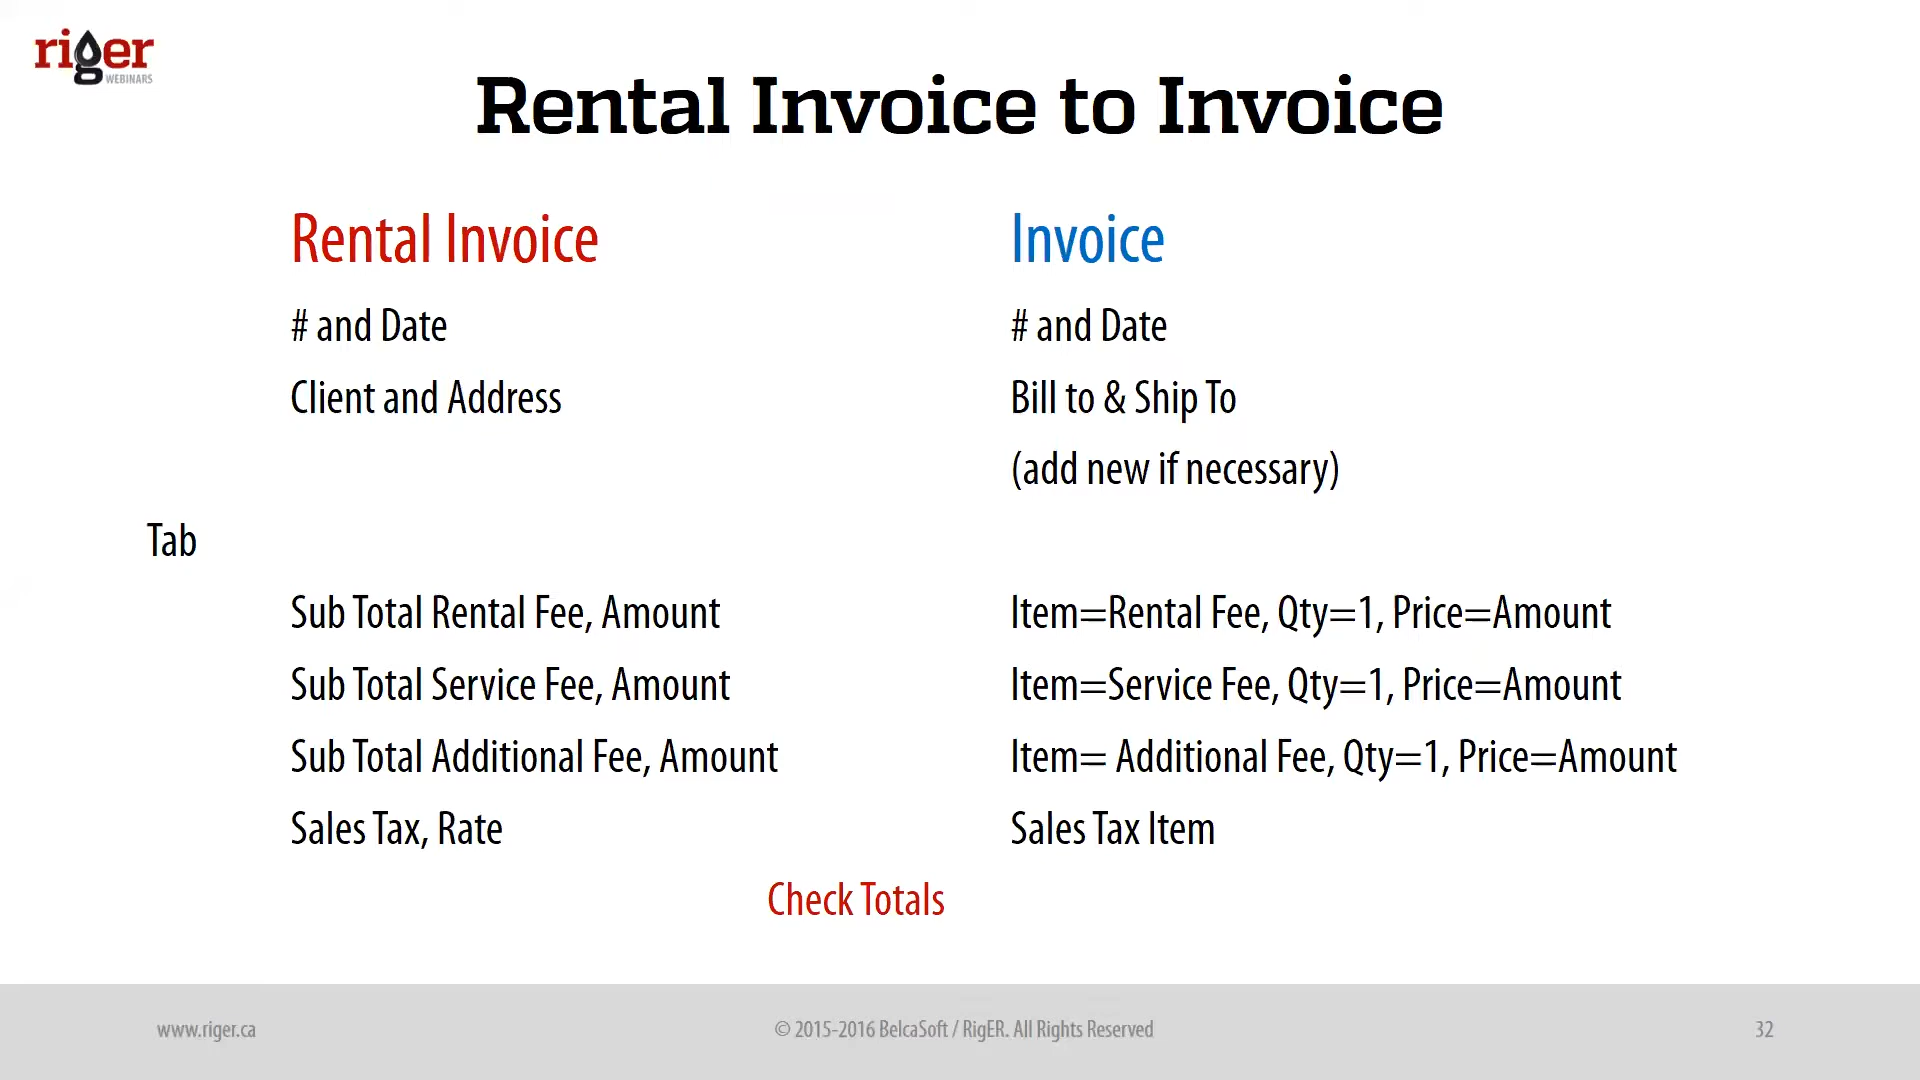 riger
WEBINARS
Rental Invoice to Invoice
Rental Invoice Invoice
# and Date # and Date
Client and Address Bill to & Ship To
(add new if necessary)
Tab
Sub Total Rental Fee, Amount Item=Rental Fee, Qty=1, Price=Amount
Sub Total Service Fee, Amount Item=Service Fee, Qty=1, Price=Amount
Sub Total Additional Fee, Amount Item= Additional Fee, Qty=1, Price=Amount
Sales Tax, Rate Sales Tax Item
Check Totals
www.riger.ca © 2015-2016 BelcaSoft / RigER. All Rights Reserved 32